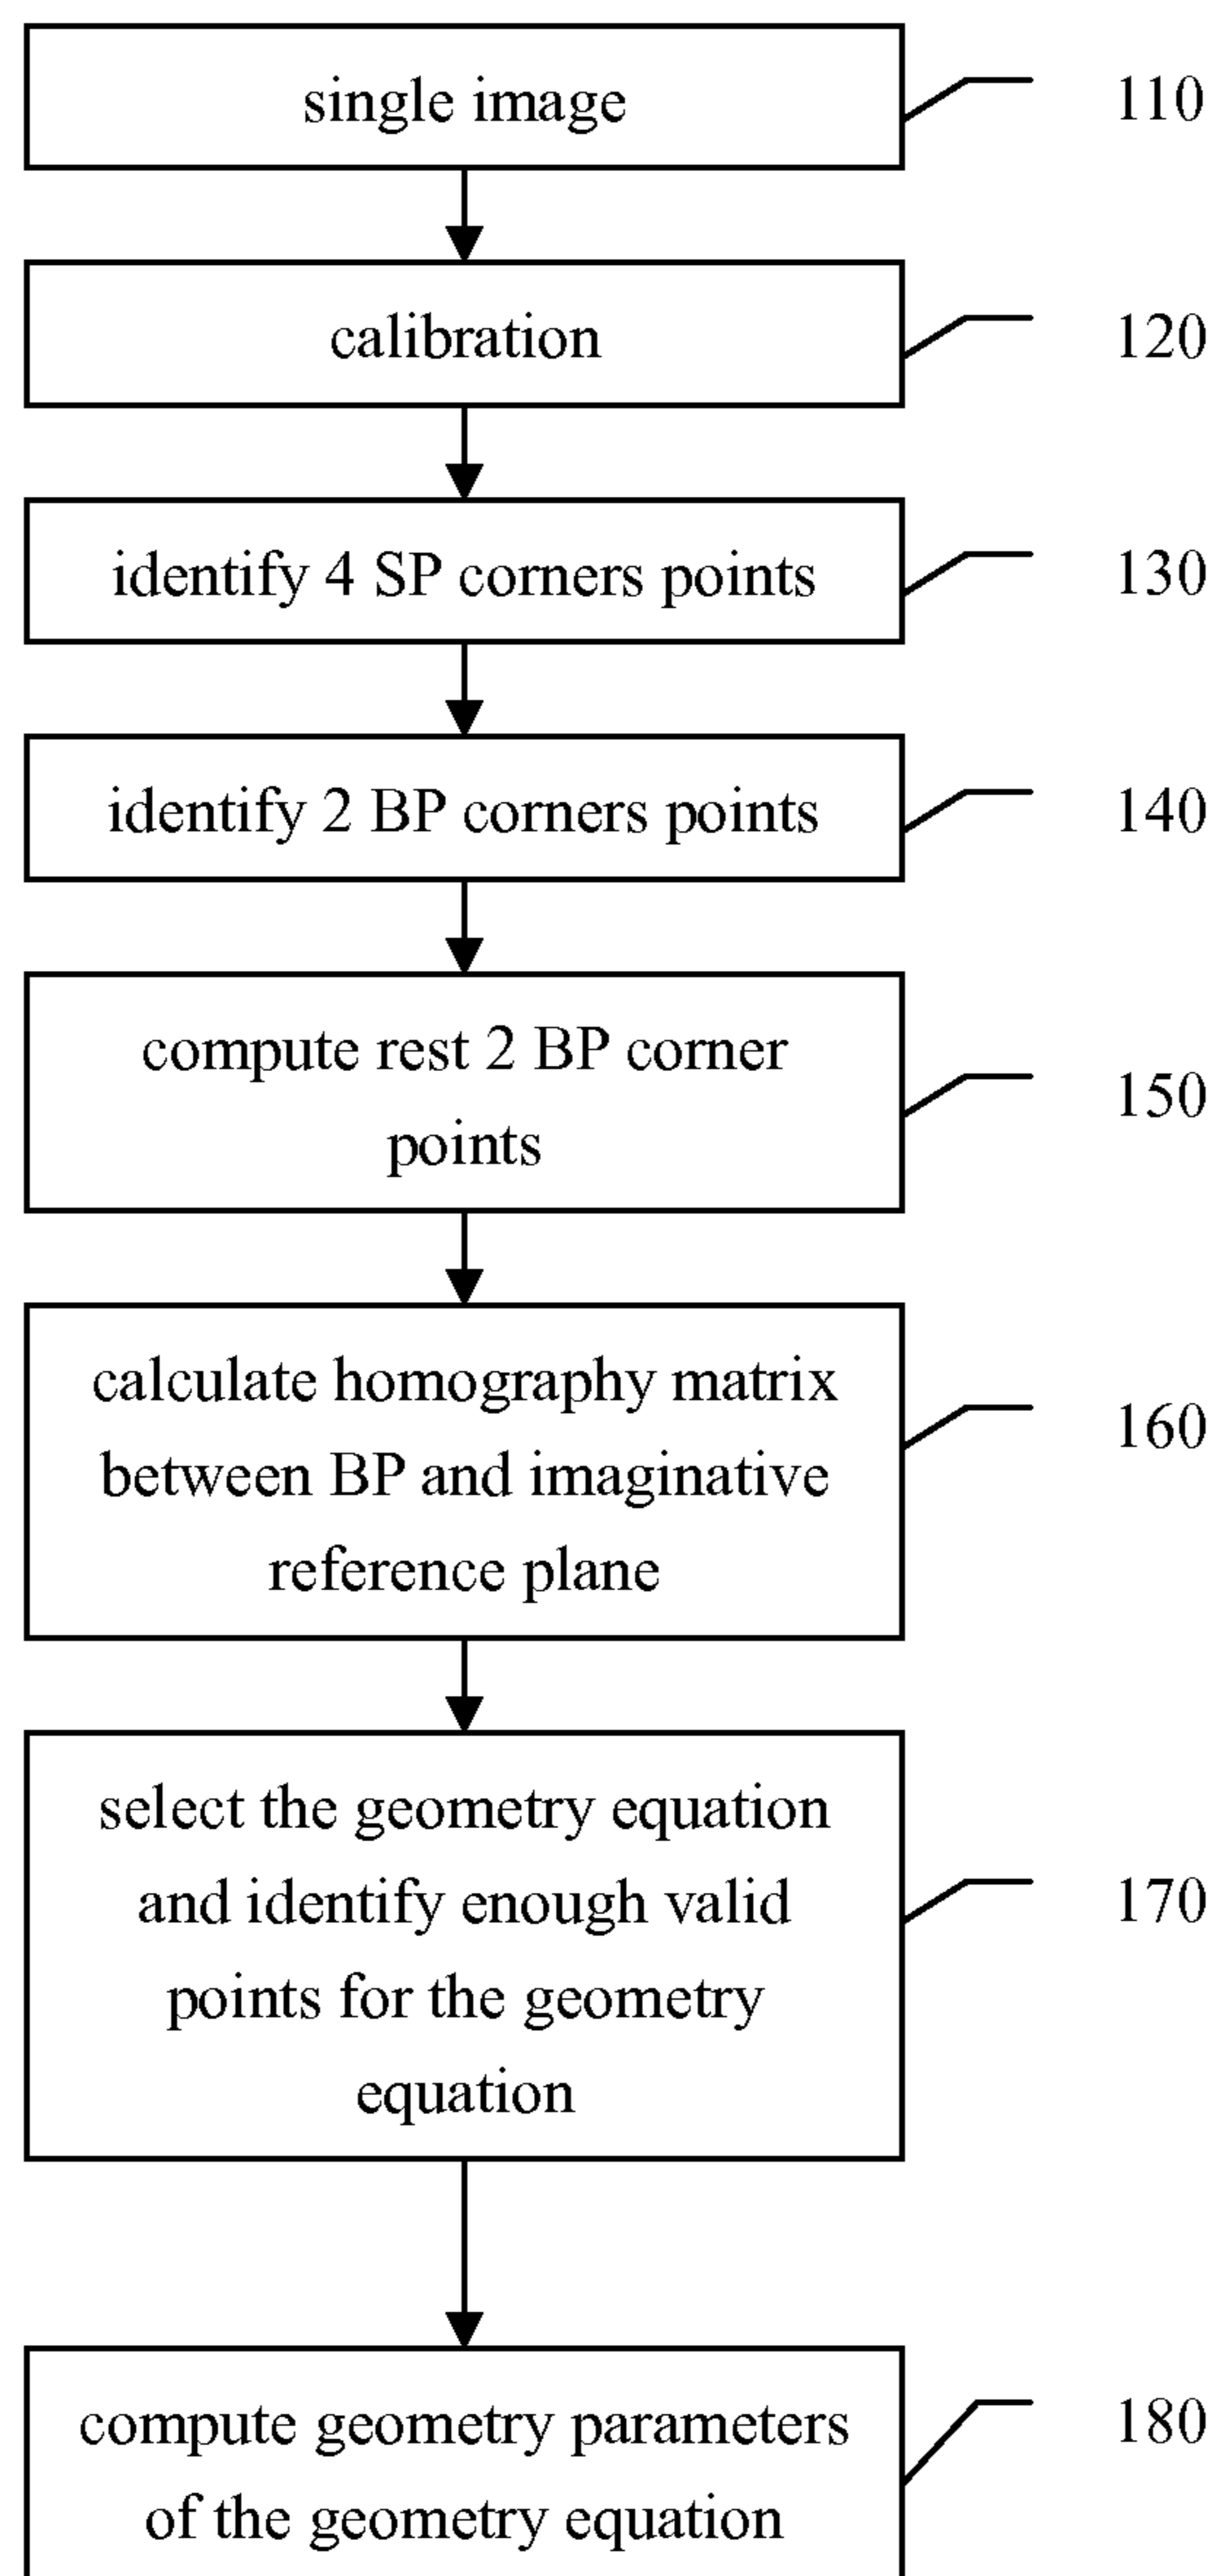 single image
110
calibration
120
identify 4 SP corners points
130
identify 2 BP corners points
140
compute rest 2 BP corner
points
150
calculate homography matrix
between BP and imaginative
reference plane
160
select the geometry equation
and identify enough valid
points for the geometry
equation
170
compute geometry parameters
of the geometry equation
180